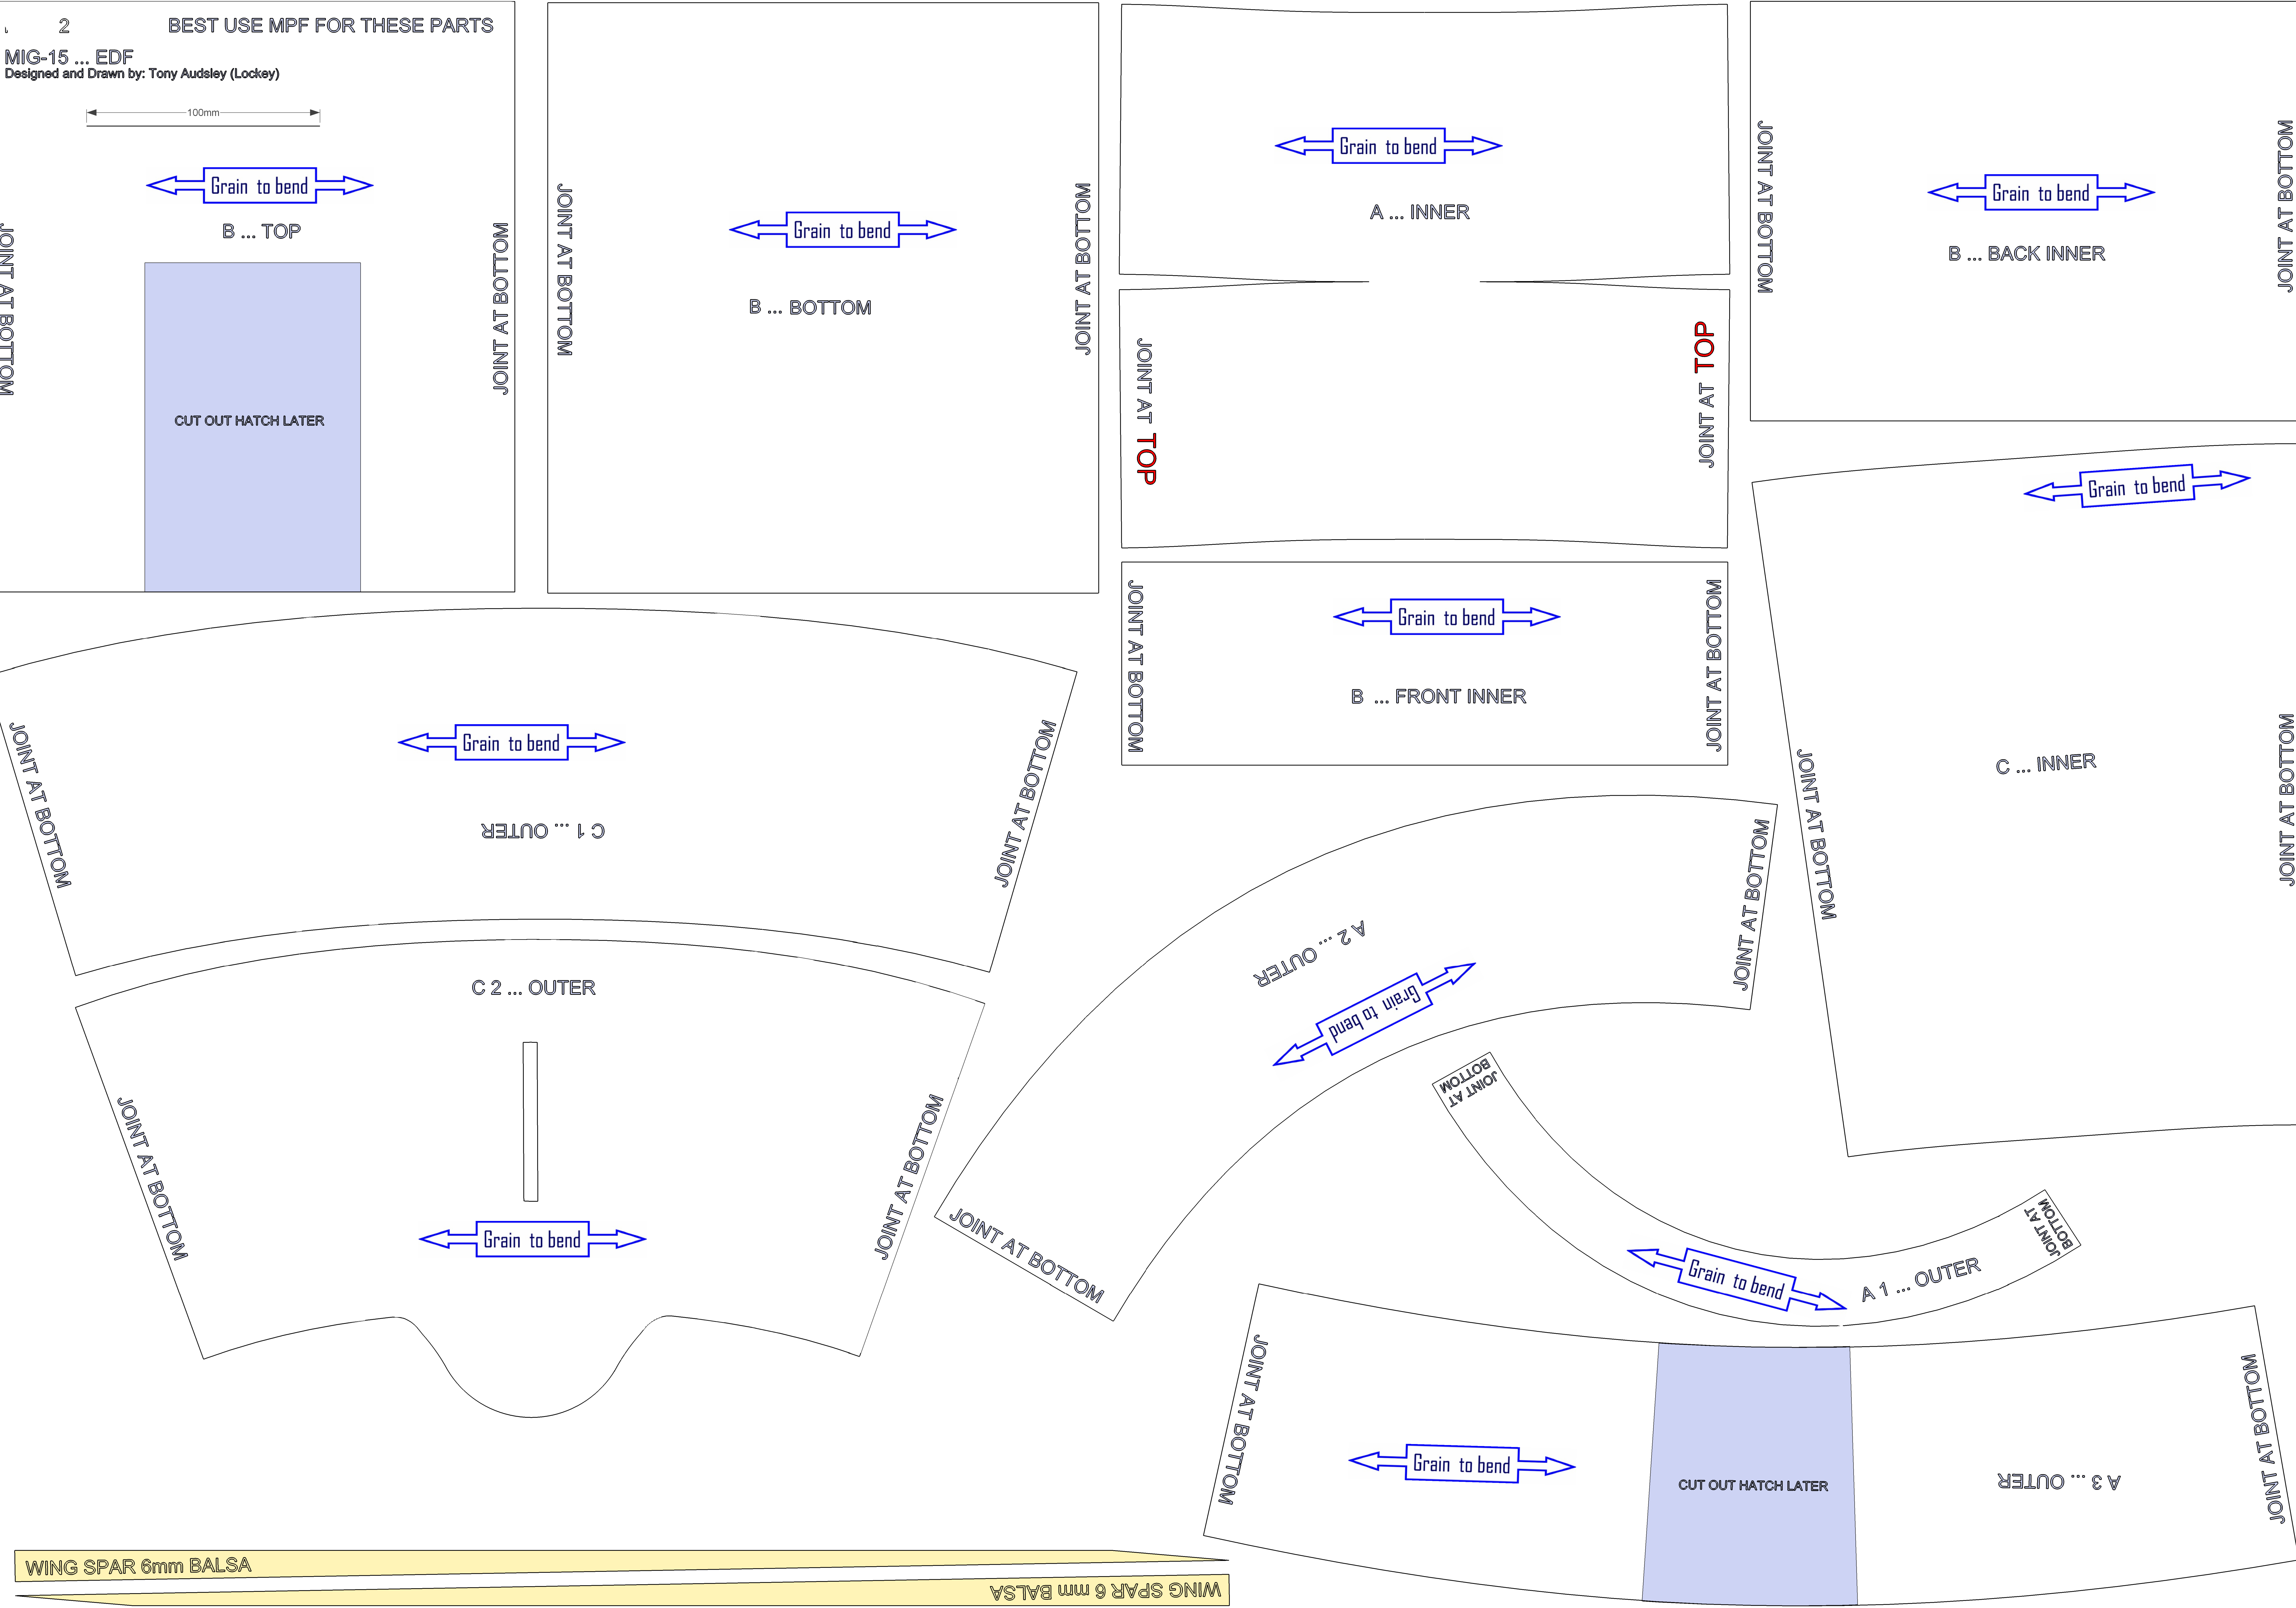 2 BEST USE MPF FOR THESE PARTS
MIG-15 ... EDF
Designed and Drawn by: Tony Audsley (Lockey)
100mm
Grain to bend
B ... TOP
JOINT AT BOTTOM
JOINT AT BOTTOM
CUT OUT HATCH LATER
JOINT AT BOTTOM
Grain to bend
B ... BOTTOM
JOINT AT BOTTOM
Grain to bend
A ... INNER
JOINT AT TOP
JOINT AT TOP
JOINT AT BOTTOM
Grain to bend
B ... BACK INNER
JOINT AT BOTTOM
JOINT AT BOTTOM
Grain to bend
B ... FRONT INNER
JOINT AT BOTTOM
Grain to bend
C ... INNER
JOINT AT BOTTOM
JOINT AT BOTTOM
JOINT AT BOTTOM
Grain to bend
C 1 ... OUTER
JOINT AT BOTTOM
C 2 ... OUTER
JOINT AT BOTTOM
Grain to bend
JOINT AT BOTTOM
A 2 ... OUTER
Grain to bend
JOINT AT BOTTOM
JOINT AT BOTTOM
JOINT AT
BOTTOM
Grain to bend
A 1 ... OUTER
JOINT AT
BOTTOM
JOINT AT BOTTOM
Grain to bend
CUT OUT HATCH LATER
A 3 ... OUTER
JOINT AT BOTTOM
WING SPAR 6mm BALSA
WING SPAR 6 mm BALSA